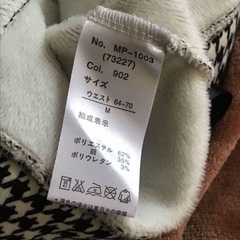 No. MP-1003
(73227)
Col. 902
サイズ
ウエスト 64-70
M
組成表示
ポリエステル 62%
綿 35%
ポリウレタン 3%